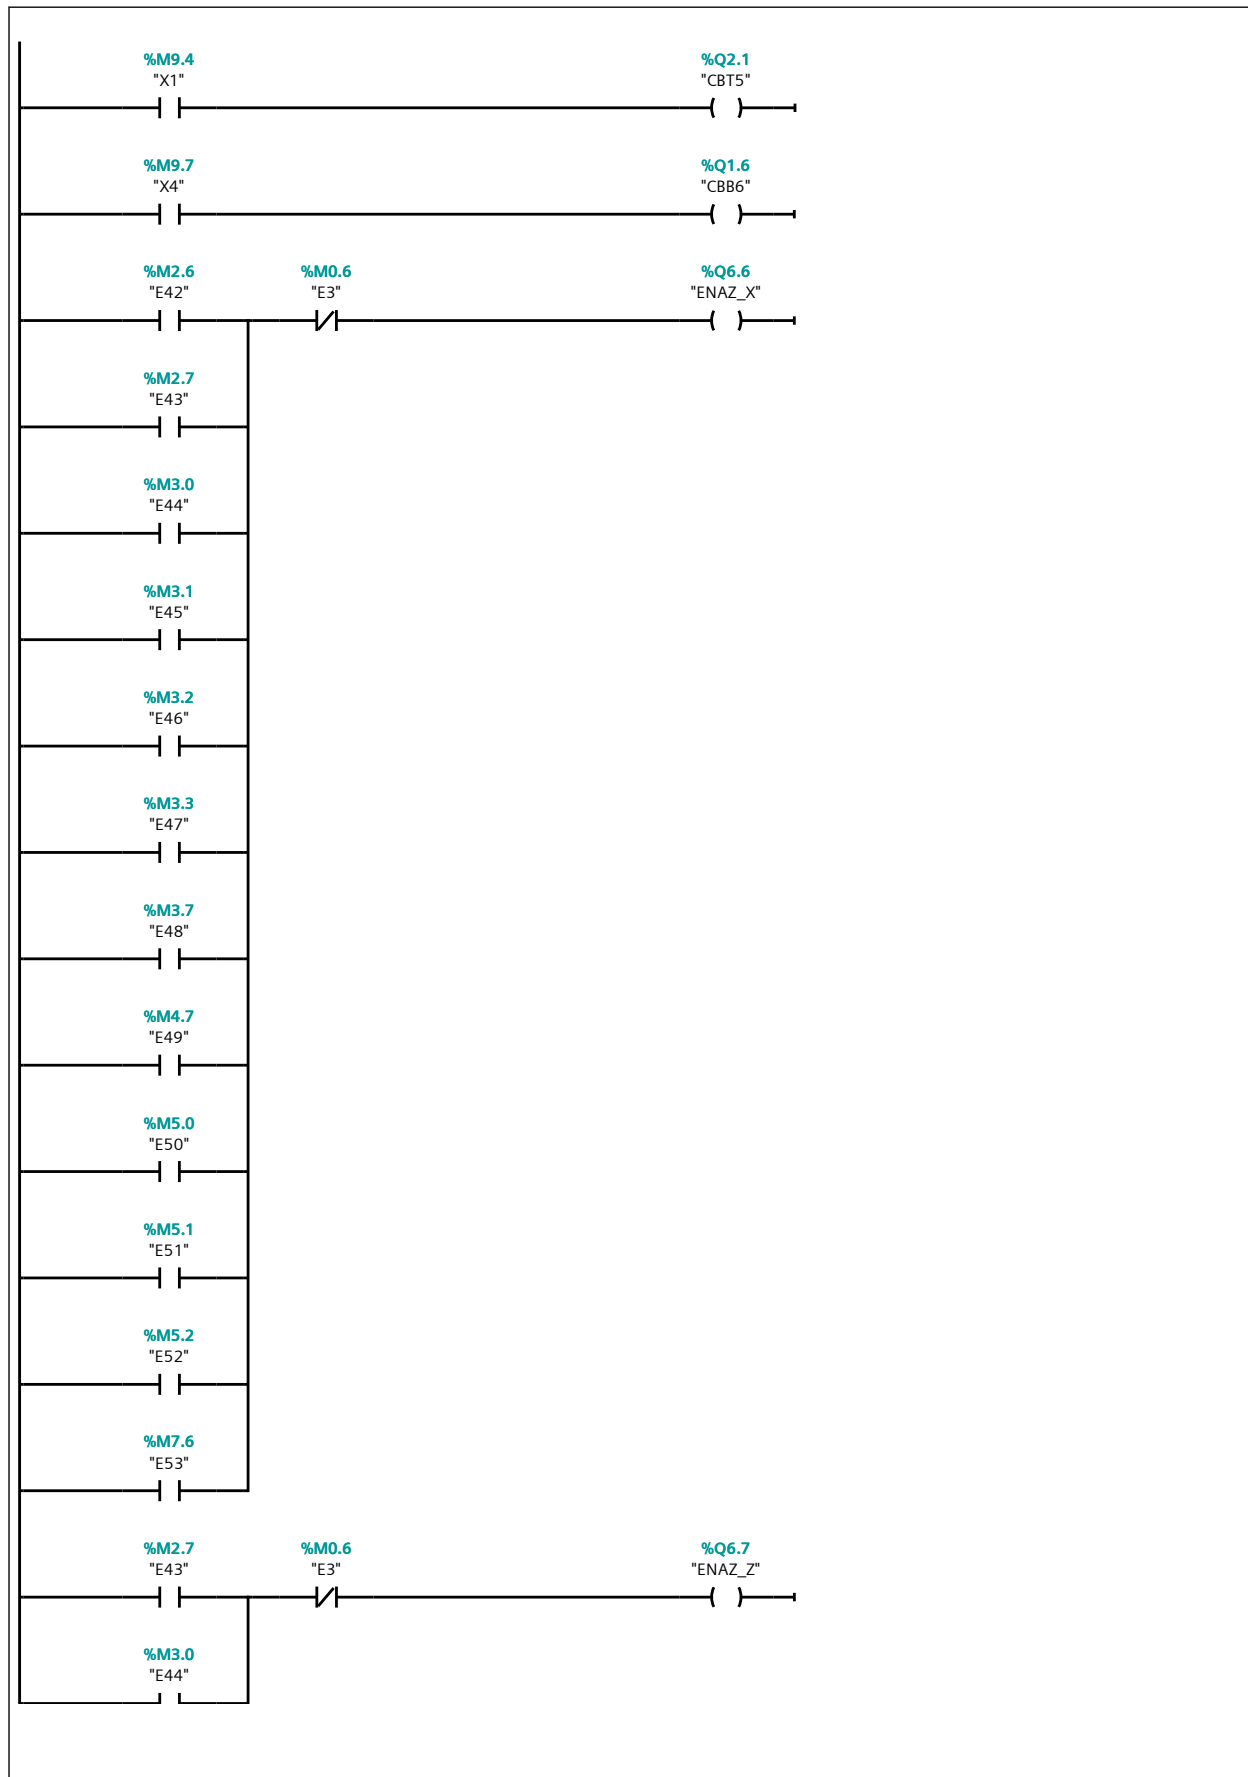 %M9.4 %Q2.1
"X1" "CBT5"
%M9.7 %Q1.6
"X4" "CBB6"
%M2.6 %M0.6 %Q6.6
"E42" "E3" "ENAZ_X"
%M2.7
"E43"
%M3.0
"E44"
%M3.1
"E45"
%M3.2
"E46"
%M3.3
"E47"
%M3.7
"E48"
%M4.7
"E49"
%M5.0
"E50"
%M5.1
"E51"
%M5.2
"E52"
%M7.6
"E53"
%M2.7 %M0.6 %Q6.7
"E43" "E3" "ENAZ_Z"
%M3.0
"E44"